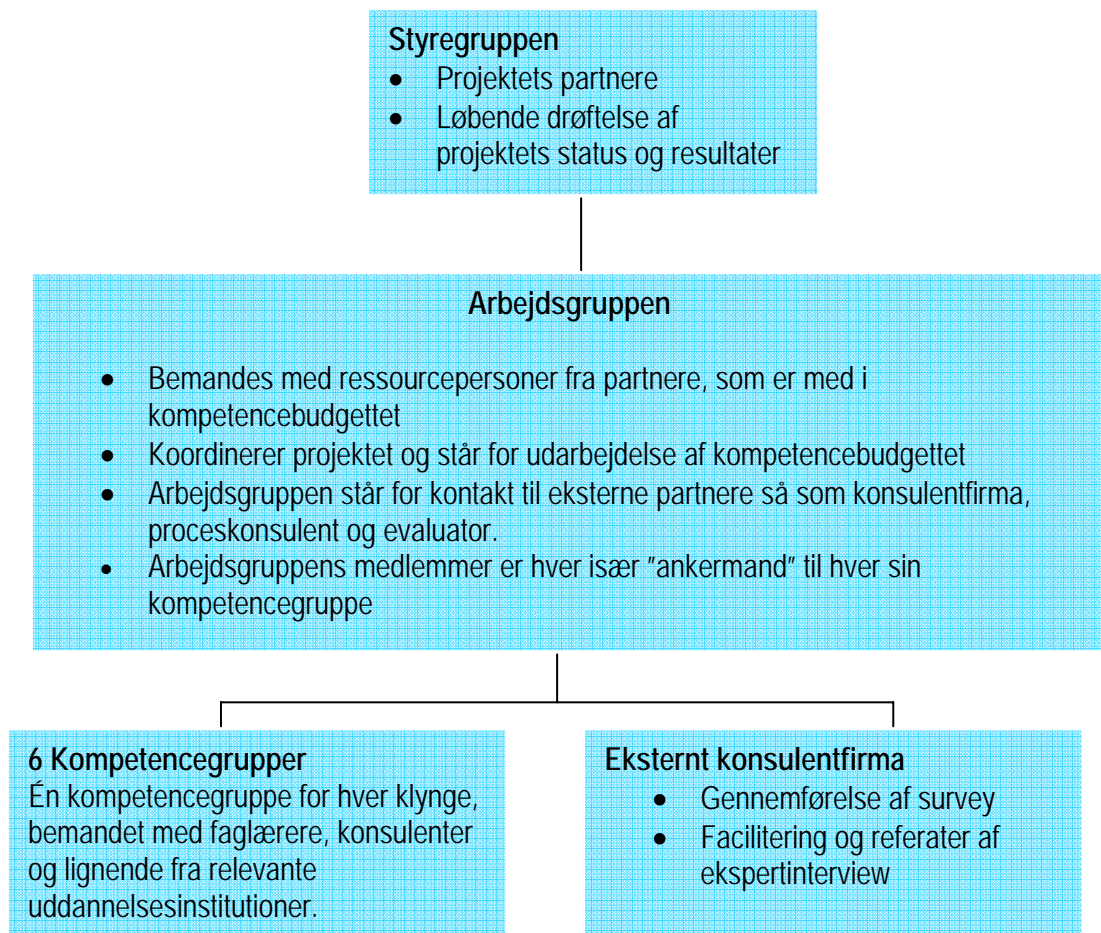 Styregruppen
• Projektets partnere
• Løbende drøftelse af
projektets status og resultater
Arbejdsgruppen
• Bemandes med ressourcepersoner fra partnere, som er med i
kompetencebudgettet
• Koordinerer projektet og står for udarbejdelse af kompetencebudgettet
• Arbejdsgruppen står for kontakt til eksterne partnere så som konsulentfirma,
proceskonsulent og evaluator.
• Arbejdsgruppens medlemmer er hver især ”ankermand” til hver sin
kompetencegruppe
6 Kompetencegrupper
Én kompetencegruppe for hver klynge,
bemandet med faglærere, konsulenter
og lignende fra relevante
uddannelsesinstitutioner.
Eksternt konsulentfirma
• Gennemførelse af survey
• Facilitering og referater af
ekspertinterview